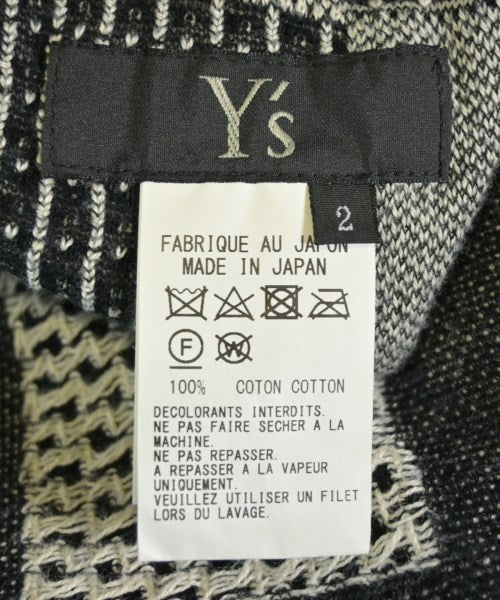 Y's
2
FABRIQUE AU JAPON
MADE IN JAPAN
F W
100% COTON COTTON
DECOLORANTS INTERDITS.
NE PAS FAIRE SECHER A LA
MACHINE.
NE PAS REPASSER.
A REPASSER A LA VAPEUR
UNIQUEMENT.
VEUILLEZ UTILISER UN FILET
LORS DU LAVAGE.